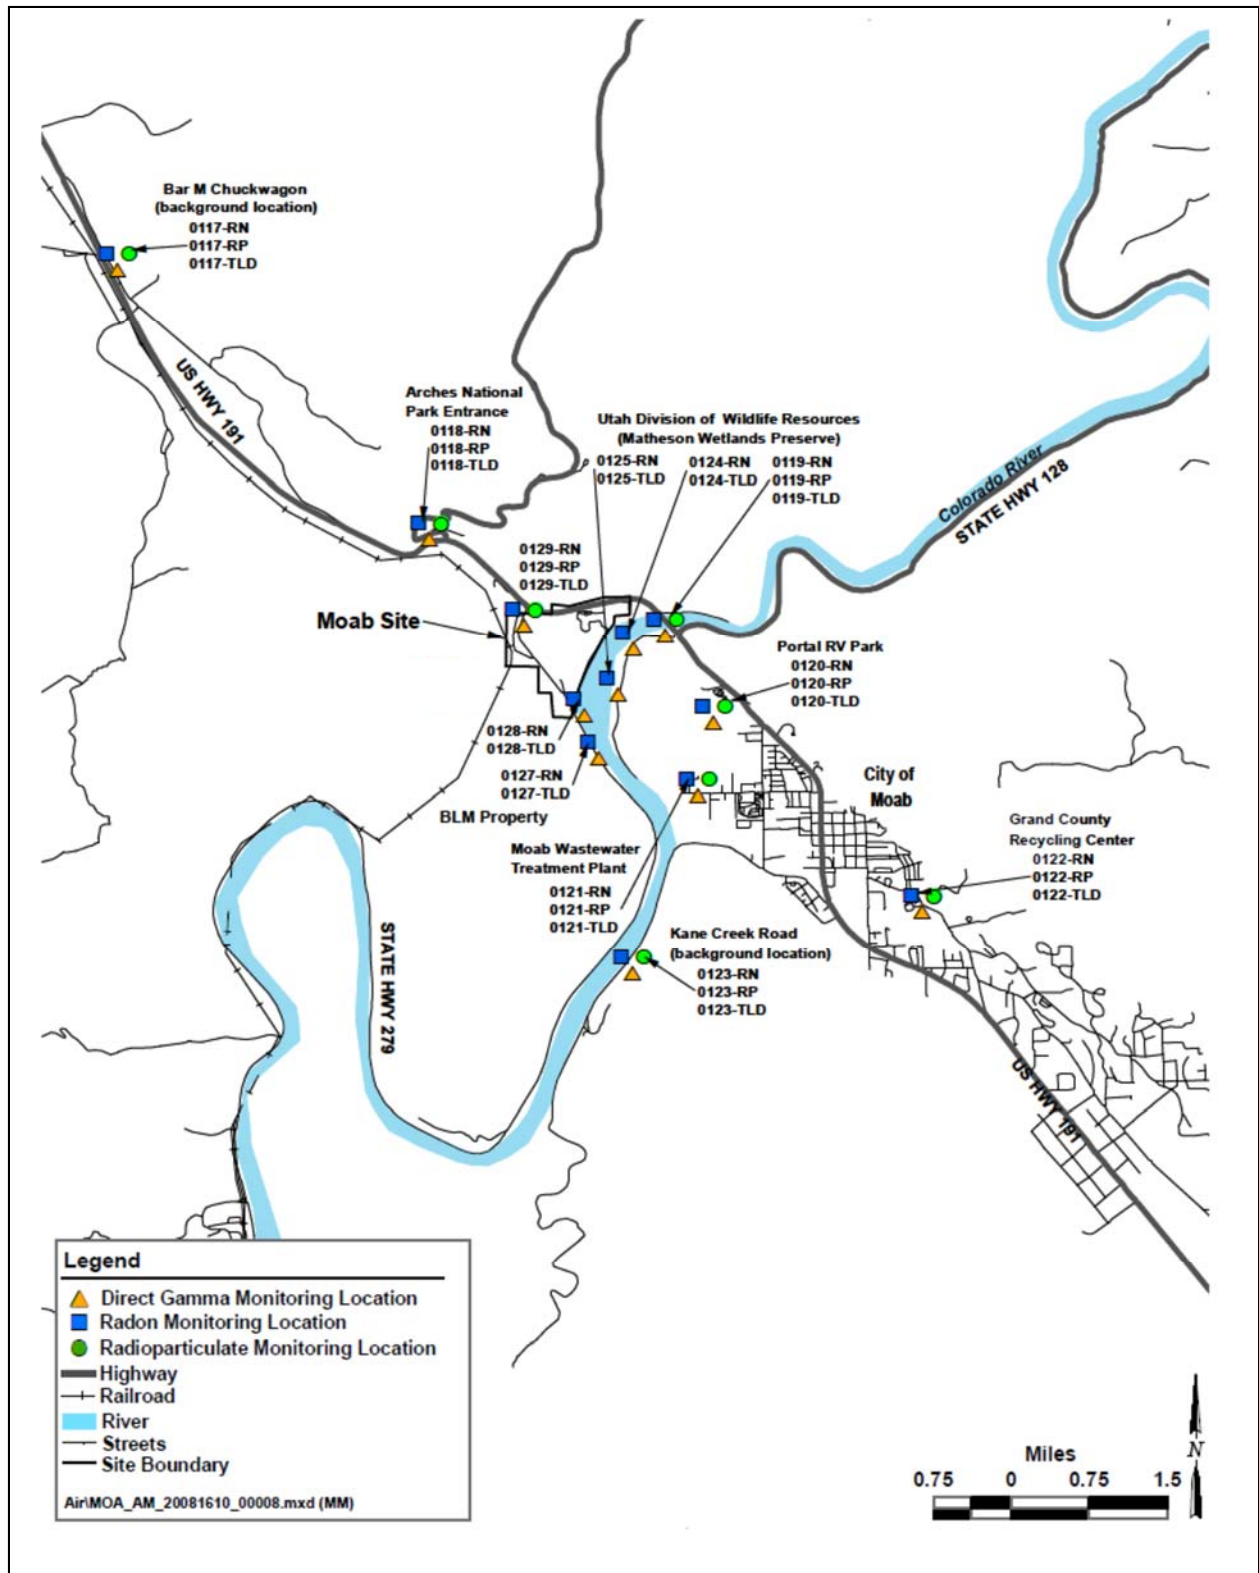 Bar M Chuckwagon
(background location)
0117-RN
0117-RP
0117-TLD
US HWY 191
Arches National
Park Entrance
0118-RN
0118-RP
0118-TLD
Utah Division of Wildlife Resources
(Matheson Wetlands Preserve)
0125-RN
0125-TLD
0124-RN
0124-TLD
0119-RN
0119-RP
0119-TLD
Colorado River
STATE HWY 128
0129-RN
0129-RP
0129-TLD
Moab Site
Portal RV Park
0120-RN
0120-RP
0120-TLD
0128-RN
0128-TLD
0127-RN
0127-TLD
BLM Property
City of
Moab
Grand County
Recycling Center
0122-RN
0122-RP
0122-TLD
Moab Wastewater
Treatment Plant
0121-RN
0121-RP
0121-TLD
Kane Creek Road
(background location)
0123-RN
0123-RP
0123-TLD
STATE HWY 279
US HWY 191
Legend
Direct Gamma Monitoring Location
Radon Monitoring Location
Radioparticulate Monitoring Location
Highway
Railroad
River
Streets
Site Boundary
Air\MOA_AM_20081610_00008.mxd (MM)
Miles
0.75 0 0.75 1.5
N